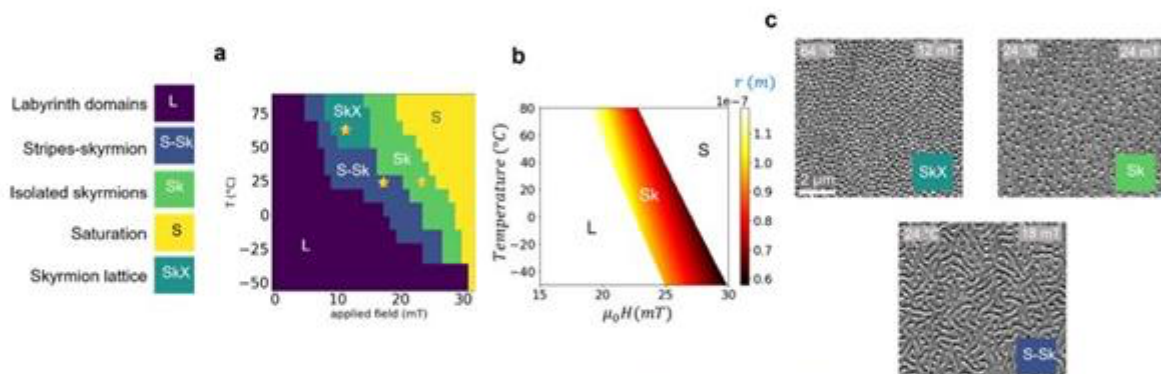 Labyrinth domains L
Stripes-skyrmion S-Sk
Isolated skyrmions Sk
Saturation S
Skyrmion lattice SkX
a
T (°C)
75
50
25
0
−25
−50
0 10 20 30
applied field (mT)
SkX
S
Sk
S-Sk
L
b
Temperature (°C)
80
60
40
20
0
−20
−40
15 20 25 30
μ₀H(mT)
S
Sk
L
r (m)
1e−7
1.1
1.0
0.9
0.8
0.7
0.6
c
64 °C 12 mT
2 μm
SkX
24 °C 24 mT
Sk
24 °C 18 mT
S-Sk